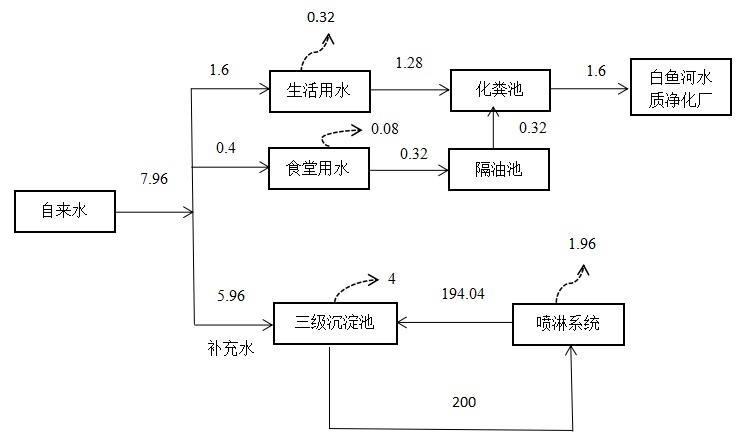 0.32
1.6
生活用水
1.28
化粪池
1.6
白鱼河水
质净化厂
0.08
0.32
0.4
食堂用水
0.32
隔油池
7.96
自来水
1.96
4
5.96
194.04
三级沉淀池
喷淋系统
补充水
200